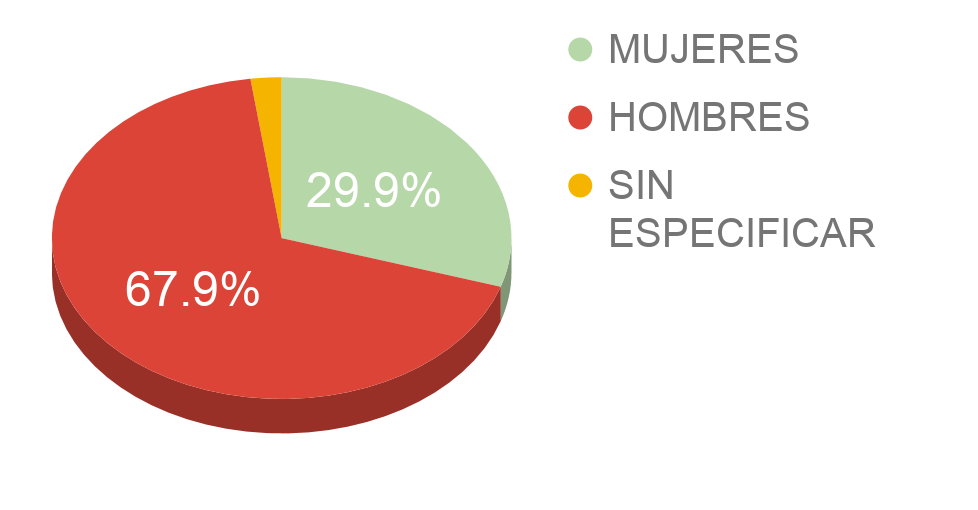 MUJERES
HOMBRES
SIN
ESPECIFICAR
29.9%
67.9%